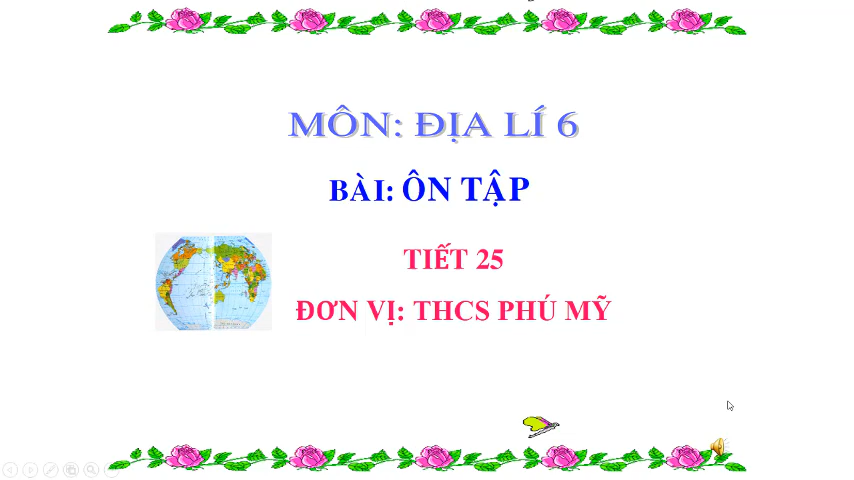 MÔN: ĐỊA LÍ 6
BÀI: ÔN TẬP
TIẾT 25
ĐƠN VỊ: THCS PHÚ MỸ